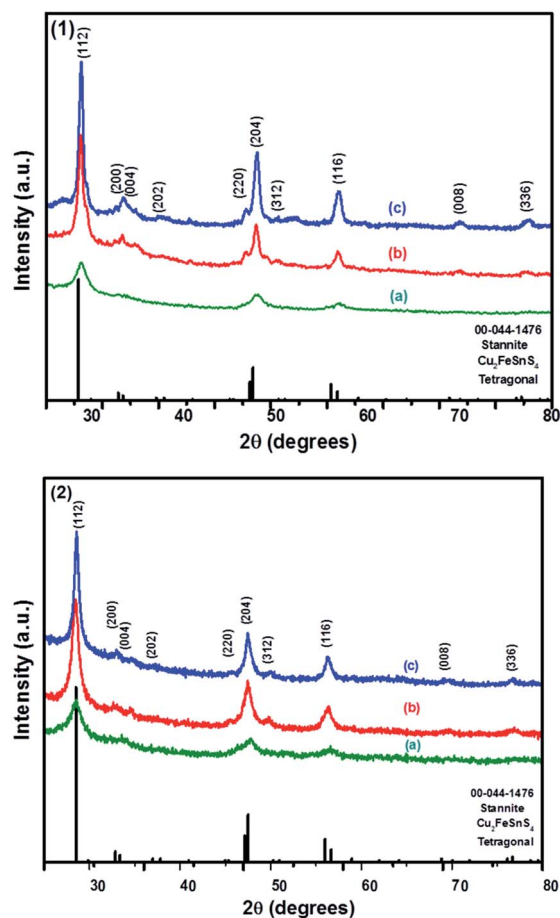 (1)
(112)
(200)
(004)
(202)
(220)
(204)
(312)
(116)
(008)
(336)
(c)
(b)
(a)
00-044-1476
Stannite
Cu₂FeSnS₄
Tetragonal
Intensity (a.u.)
30 40 50 60 70 80
2θ (degrees)
(2)
(112)
(200)
(004)
(202)
(220)
(204)
(312)
(116)
(008)
(336)
(c)
(b)
(a)
00-044-1476
Stannite
Cu₂FeSnS₄
Tetragonal
Intensity (a.u.)
30 40 50 60 70 80
2θ (degrees)